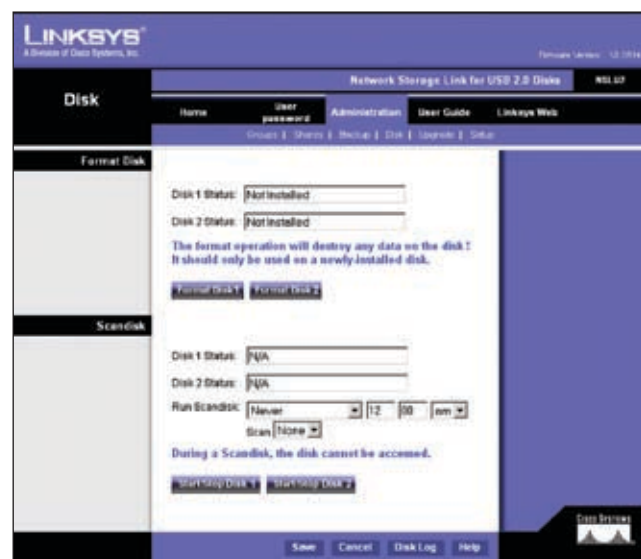 LINKSYS®
A Division of Cisco Systems, Inc.
Firmware Version:
Network Storage Link for USB 2.0 Disks NSLU2
Disk
Home User password Administration User Guide Linksys Web
Groups | Shares | Backup | Disk | Upgrade | Setup
Format Disk
Disk 1 Status: Not Installed
Disk 2 Status: Not Installed
The format operation will destroy any data on the disk!
It should only be used on a newly-installed disk.
Format Disk 1 Format Disk 2
Scandisk
Disk 1 Status: N/A
Disk 2 Status: N/A
Run Scandisk: Never 12 00
Scan None
During a Scandisk, the disk cannot be accessed.
Start/Stop Disk 1 Start/Stop Disk 2
Save Cancel Disk Log Help
CISCO SYSTEMS